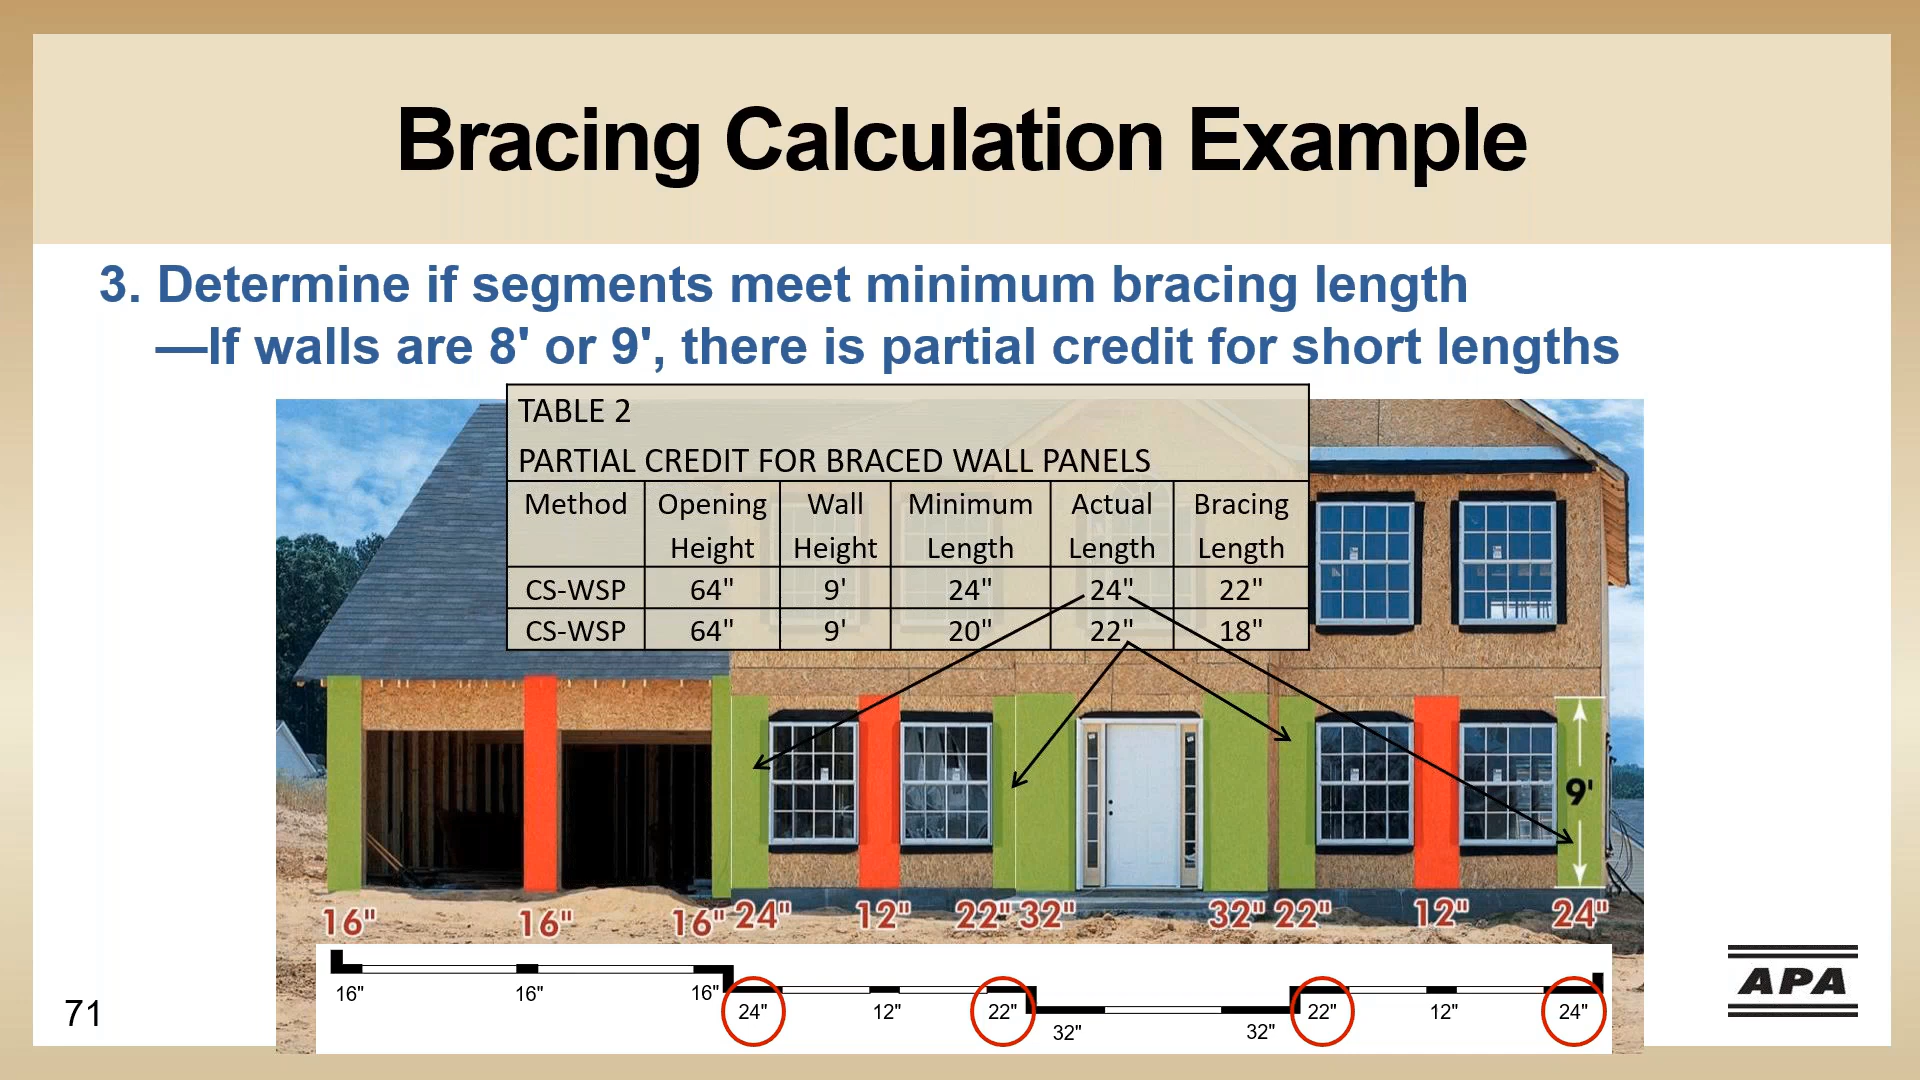 Bracing Calculation Example
3. Determine if segments meet minimum bracing length
—If walls are 8' or 9', there is partial credit for short lengths
TABLE 2
PARTIAL CREDIT FOR BRACED WALL PANELS
Method Opening Height Wall Height Minimum Length Actual Length Bracing Length
CS-WSP 64" 9' 24" 24" 22"
CS-WSP 64" 9' 20" 22" 18"
9'
16" 16" 16" 24" 12" 22" 32" 32" 22" 12" 24"
16" 16" 16" 24" 12" 22" 32" 32" 22" 12" 24"
APA
71